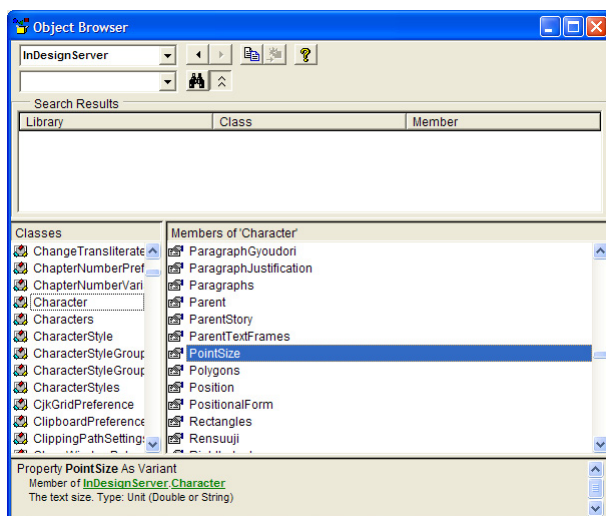 Object Browser
InDesignServer
Search Results
Library Class Member
Classes
ChangeTransliterate
ChapterNumberPref
ChapterNumberVari
Character
Characters
CharacterStyle
CharacterStyleGroup
CharacterStyleGroup
CharacterStyles
CjkGridPreference
ClipboardPreference
ClippingPathSettings
Members of 'Character'
ParagraphGyoudori
ParagraphJustification
Paragraphs
Parent
ParentStory
ParentTextFrames
PointSize
Polygons
Position
PositionalForm
Rectangles
Rensuuji
Property PointSize As Variant
Member of InDesignServer.Character
The text size. Type: Unit (Double or String)